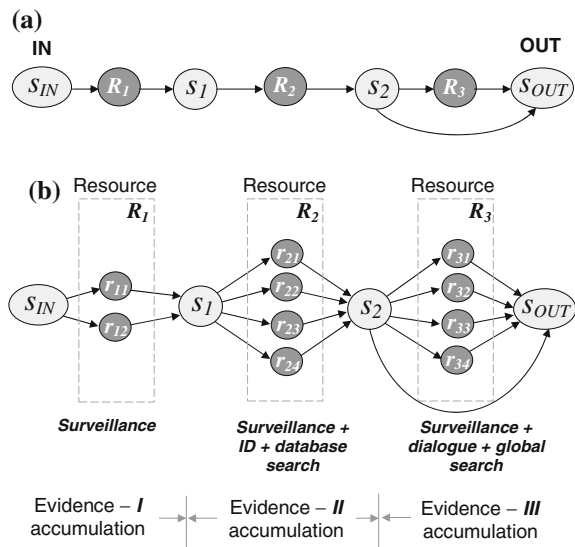 (a)
IN OUT
S_IN R_1 s_1 R_2 s_2 R_3 s_OUT
(b)
Resource Resource Resource
R_1 R_2 R_3
r_11 r_21 r_31
r_22 r_32
S_IN s_1 s_2 s_OUT
r_12 r_23 r_33
r_24 r_34
Surveillance Surveillance + Surveillance +
ID + database dialogue + global
search search
Evidence – I Evidence – II Evidence – III
accumulation accumulation accumulation